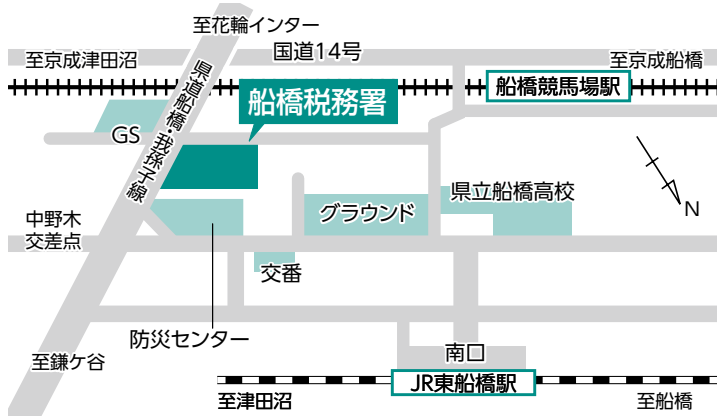 至花輪インター
国道14号
至京成津田沼
至京成船橋
船橋競馬場駅
県道船橋・我孫子線
船橋税務署
GS
県立船橋高校
グラウンド
N
中野木
交差点
交番
防災センター
南口
至鎌ケ谷
JR東船橋駅
至津田沼
至船橋